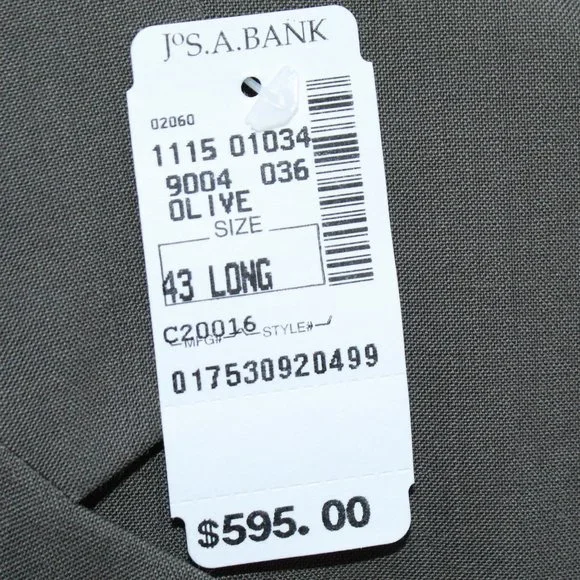 JoS.A.BANK
02060
1115 01034
9004 036
OLIVE
SIZE
43 LONG
C20016
MFG# STYLE#
017530920499
$595.00